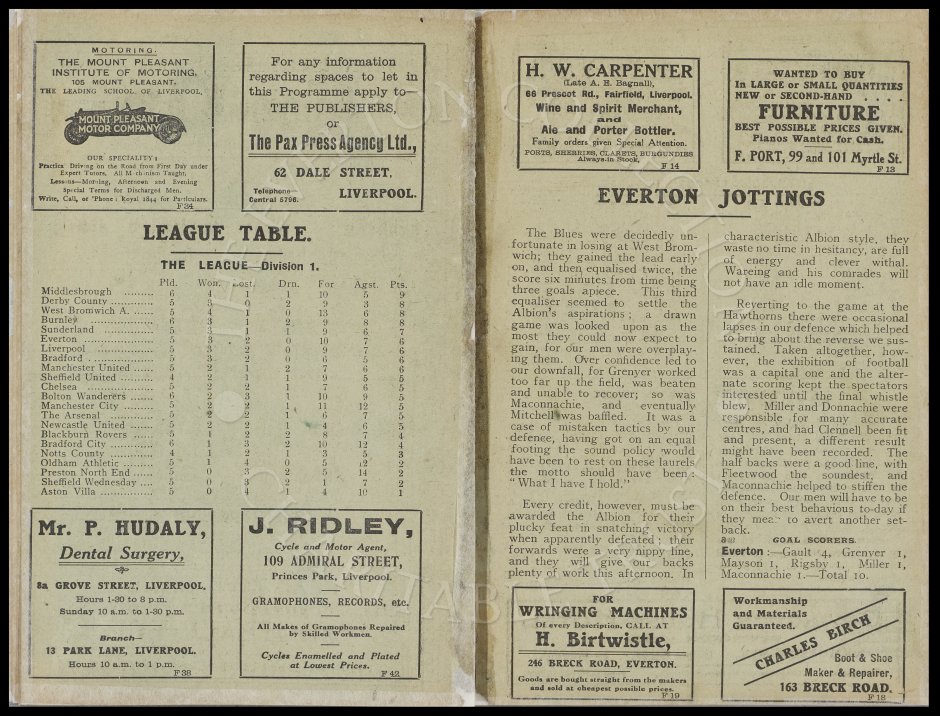 MOTORING.
THE MOUNT PLEASANT
INSTITUTE OF MOTORING,
105 MOUNT PLEASANT.
THE LEADING SCHOOL OF LIVERPOOL.
MOUNT PLEASANT
MOTOR COMPANY
OUR SPECIALITY:
Practice Driving on the Road from First Day under
Expert Tutors. All Mechanism Taught.
Lessons—Morning, Afternoon and Evening
Special Terms for Discharged Men.
Write, Call, or 'Phone: Royal 1844 for Particulars.
F34
For any information
regarding spaces to let in
this Programme apply to
THE PUBLISHERS,
or
The Pax Press Agency Ltd.,
62 DALE STREET,
Telephone—
Central 5796.
LIVERPOOL.
LEAGUE TABLE.
THE LEAGUE—Division 1.
Pld. Won. Lost. Drn. For Agst. Pts.
Middlesbrough ......... 6 4 1 1 10 5 9
Derby County ............ 5 3 0 2 9 3 8
West Bromwich A. ...... 5 4 1 0 13 6 8
Burnley .................. 6 3 1 2 9 8 8
Sunderland ............... 5 3 1 1 9 6 7
Everton .................. 5 3 2 0 10 7 6
Liverpool ............... 5 3 2 0 9 7 6
Bradford .................. 5 3 2 0 6 5 6
Manchester United ...... 5 2 1 2 7 6 6
Sheffield United ......... 4 2 1 1 9 5 5
Chelsea .................. 5 2 2 1 7 6 5
Bolton Wanderers ...... 6 2 3 1 10 9 5
Manchester City ......... 5 2 2 1 11 12 5
The Arsenal ............ 5 2 2 1 6 7 5
Newcastle United ...... 5 2 2 1 4 6 5
Blackburn Rovers ...... 5 1 2 2 8 7 4
Bradford City ............ 6 1 3 2 10 12 4
Notts County ............ 4 1 2 1 3 5 3
Oldham Athletic ......... 5 1 4 0 5 12 2
Preston North End ...... 5 0 3 2 5 14 2
Sheffield Wednesday .... 5 0 3 2 1 7 2
Aston Villa ............... 5 0 4 1 4 10 1
Mr. P. HUDALY,
Dental Surgery,
8a GROVE STREET, LIVERPOOL.
Hours 1-30 to 8 p.m.
Sunday 10 a.m. to 1-30 p.m.
Branch—
13 PARK LANE, LIVERPOOL.
Hours 10 a.m. to 1 p.m.
F38
J. RIDLEY,
Cycle and Motor Agent,
109 ADMIRAL STREET,
Princes Park, Liverpool.
GRAMOPHONES, RECORDS, etc.
All Makes of Gramophones Repaired
by Skilled Workmen.
Cycles Enamelled and Plated
at Lowest Prices.
F42
H. W. CARPENTER
(Late A. H. Bagnall),
66 Prescot Rd., Fairfield, Liverpool.
Wine and Spirit Merchant,
and
Ale and Porter Bottler.
Family orders given Special Attention.
PORTS, SHERRIES, CLARETS, BURGUNDIES
Always in Stock.
F14
WANTED TO BUY
In LARGE or SMALL QUANTITIES
NEW or SECOND-HAND . . . .
FURNITURE
BEST POSSIBLE PRICES GIVEN.
Pianos Wanted for Cash.
F. PORT, 99 and 101 Myrtle St.
F13
EVERTON JOTTINGS
The Blues were decidedly un-
fortunate in losing at West Brom-
wich; they gained the lead early
on, and then equalised twice, the
score six minutes from time being
three goals apiece. This third
equaliser seemed to settle the
Albion's aspirations; a drawn
game was looked upon as the
most they could now expect to
gain, for our men were overplay-
ing them. Over confidence led to
our downfall, for Grenyer worked
too far up the field, was beaten
and unable to recover; so was
Maconnachie, and eventually
Mitchell was baffled. It was a
case of mistaken tactics by our
defence, having got on an equal
footing the sound policy would
have been to rest on these laurels
the motto should have been:
"What I have I hold."
Every credit, however, must be
awarded the Albion for their
plucky feat in snatching victory
when apparently defeated; their
forwards were a very nippy line,
and they will give our backs
plenty of work this afternoon. In
characteristic Albion style, they
waste no time in hesitancy, are full
of energy and clever withal.
Wareing and his comrades will
not have an idle moment.
Reverting to the game at the
Hawthorns there were occasional
lapses in our defence which helped
to bring about the reverse we sus-
tained. Taken altogether, how-
ever, the exhibition of football
was a capital one and the alter-
nate scoring kept the spectators
interested until the final whistle
blew. Miller and Donnachie were
responsible for many accurate
centres, and had Clennell been fit
and present, a different result
might have been recorded. The
half backs were a good line, with
Fleetwood the soundest, and
Maconnachie helped to stiffen the
defence. Our men will have to be
on their best behavious to-day if
they mean to avert another set-
back.
GOAL SCORERS.
Everton:—Gault 4, Grenyer 1,
Mayson 1, Rigsby 1, Miller 1,
Maconnachie 1.—Total 10.
FOR
WRINGING MACHINES
Of every Description, CALL AT
H. Birtwistle,
246 BRECK ROAD, EVERTON.
Goods are bought straight from the makers
and sold at cheapest possible prices.
F19
Workmanship
and Materials
Guaranteed.
CHARLES BIRCH
Boot & Shoe
Maker & Repairer,
163 BRECK ROAD.
F18